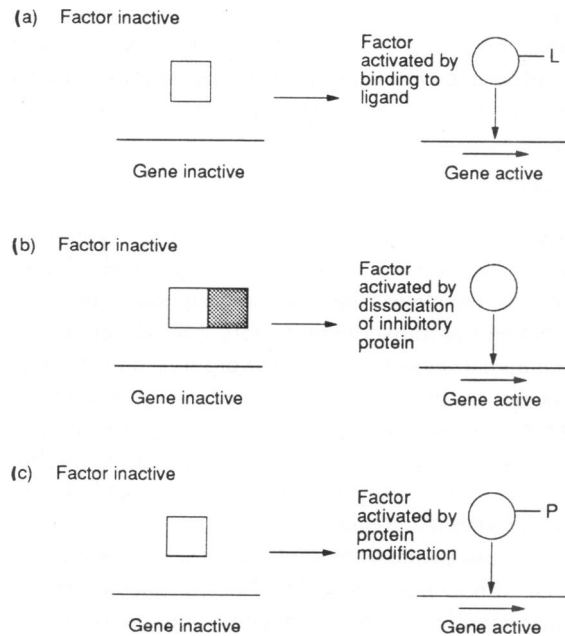 (a) Factor inactive
Factor
activated by
binding to
ligand
L
Gene inactive
Gene active
(b) Factor inactive
Factor
activated by
dissociation
of inhibitory
protein
Gene inactive
Gene active
(c) Factor inactive
Factor
activated by
protein
modification
P
Gene inactive
Gene active